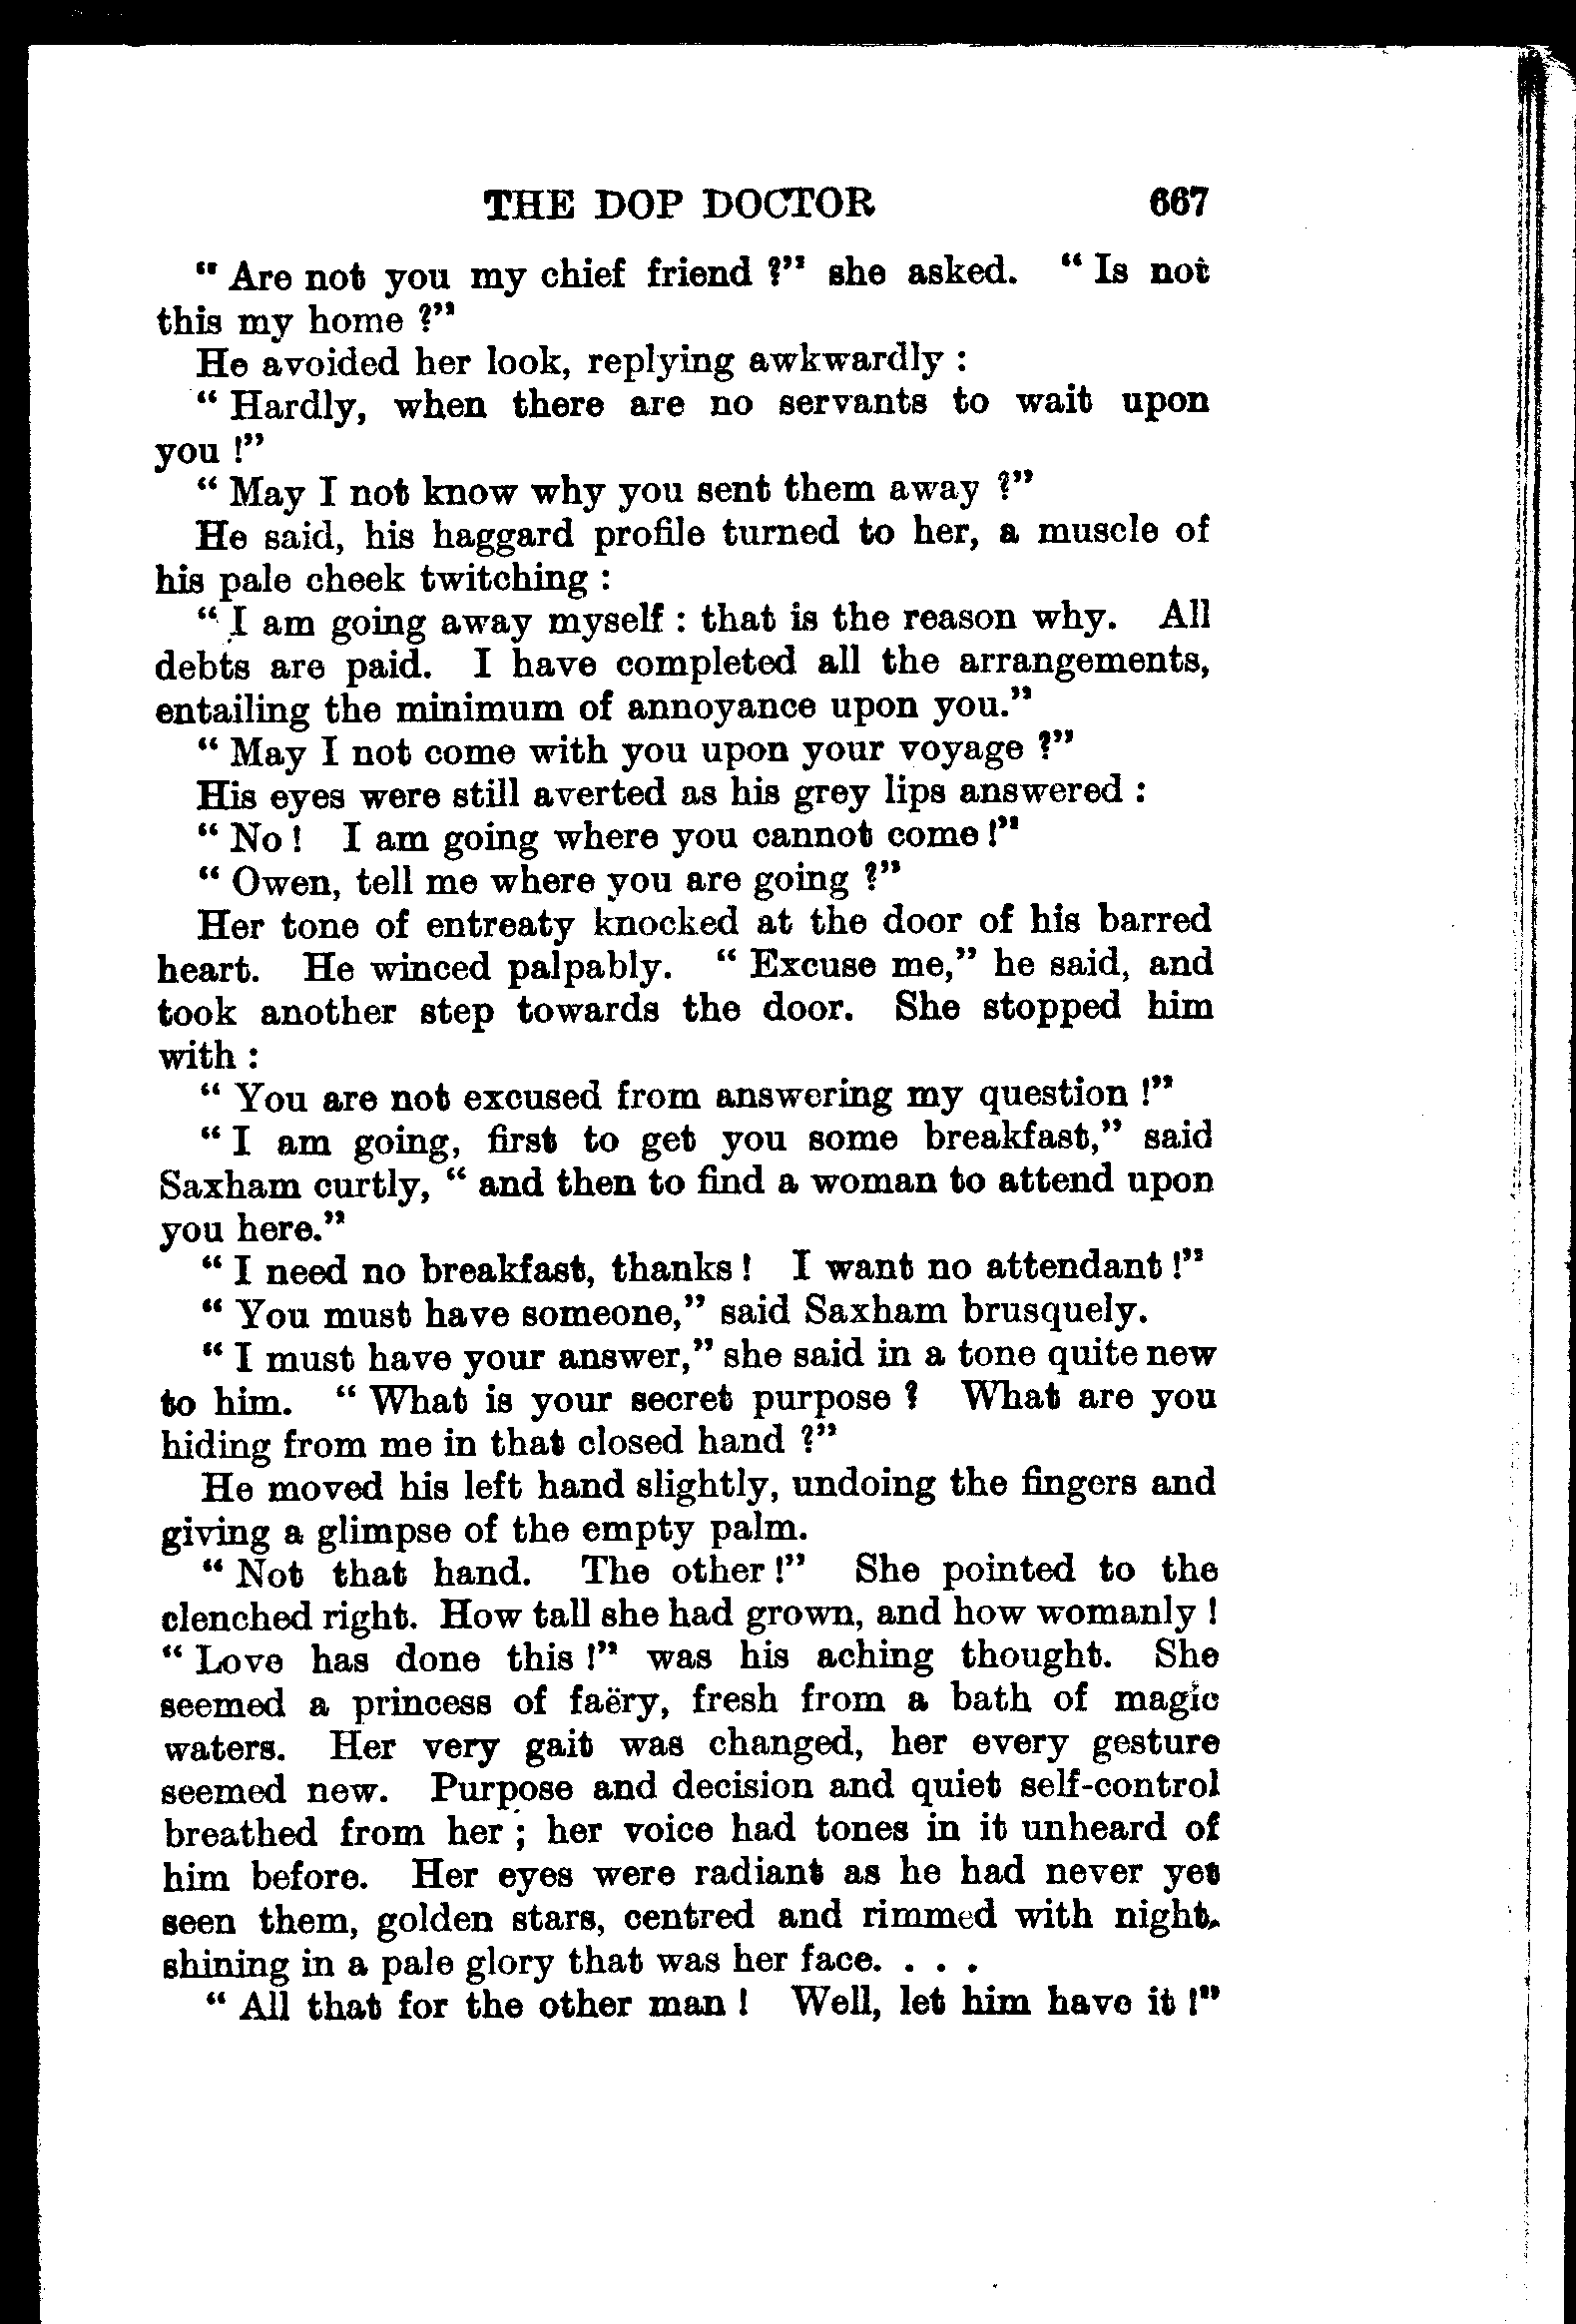 THE DOP DOCTOR 667
“ Are not you my chief friend ?” she asked. “ Is not
this my home ?”
He avoided her look, replying awkwardly :
“ Hardly, when there are no servants to wait upon
you !”
“ May I not know why you sent them away ?”
He said, his haggard profile turned to her, a muscle of
his pale cheek twitching :
“ I am going away myself : that is the reason why. All
debts are paid. I have completed all the arrangements,
entailing the minimum of annoyance upon you.”
“ May I not come with you upon your voyage ?”
His eyes were still averted as his grey lips answered :
“ No ! I am going where you cannot come !”
“ Owen, tell me where you are going ?”
Her tone of entreaty knocked at the door of his barred
heart. He winced palpably. “ Excuse me,” he said, and
took another step towards the door. She stopped him
with :
“ You are not excused from answering my question !”
“ I am going, first to get you some breakfast,” said
Saxham curtly, “ and then to find a woman to attend upon
you here.”
“ I need no breakfast, thanks ! I want no attendant !”
“ You must have someone,” said Saxham brusquely.
“ I must have your answer,” she said in a tone quite new
to him. “ What is your secret purpose ? What are you
hiding from me in that closed hand ?”
He moved his left hand slightly, undoing the fingers and
giving a glimpse of the empty palm.
“ Not that hand. The other !” She pointed to the
clenched right. How tall she had grown, and how womanly !
“ Love has done this !” was his aching thought. She
seemed a princess of faëry, fresh from a bath of magic
waters. Her very gait was changed, her every gesture
seemed new. Purpose and decision and quiet self-control
breathed from her ; her voice had tones in it unheard of
him before. Her eyes were radiant as he had never yet
seen them, golden stars, centred and rimmed with night,
shining in a pale glory that was her face. . . .
“ All that for the other man ! Well, let him have it !”